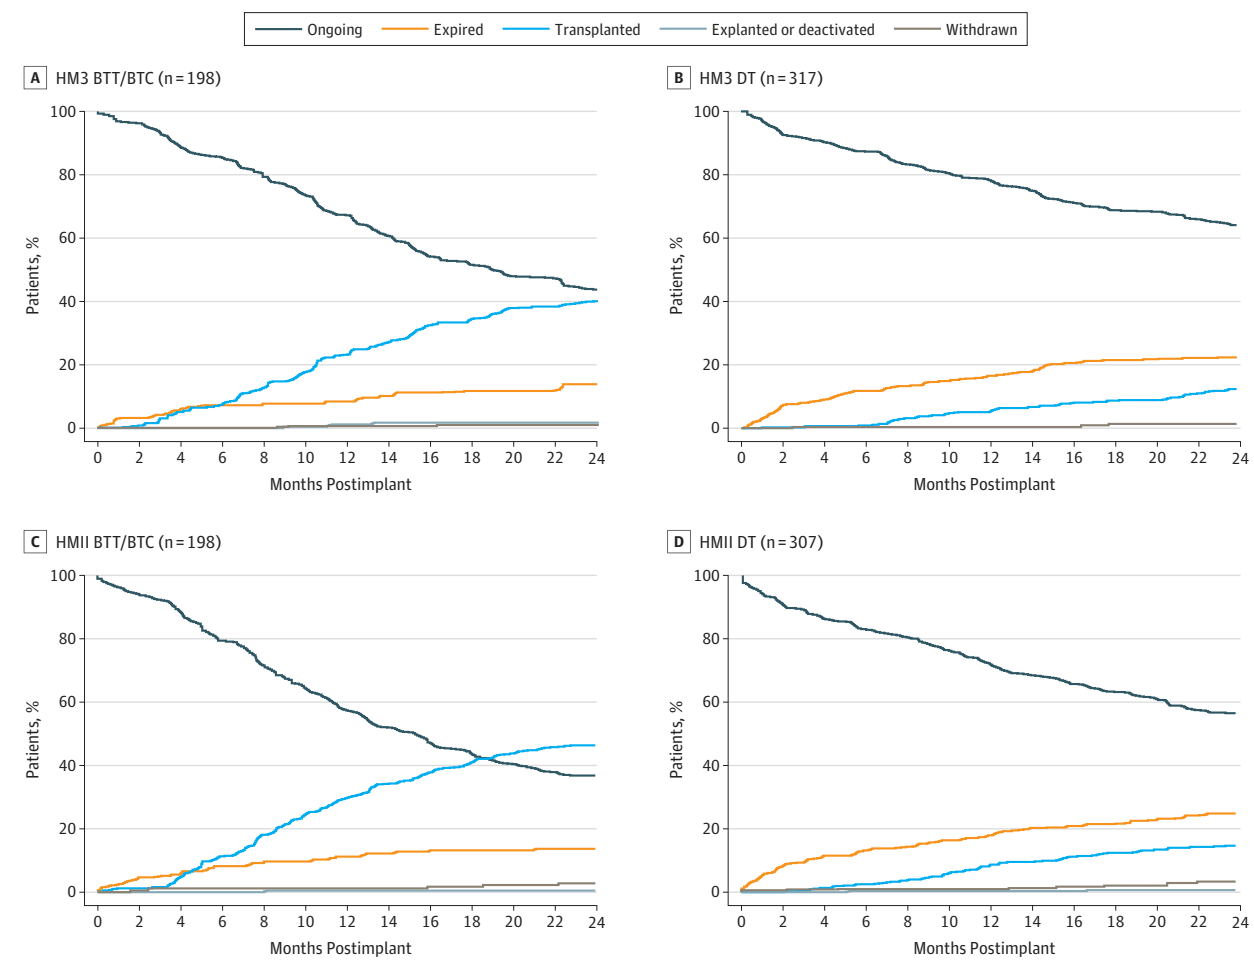 Ongoing Expired Transplanted Explanted or deactivated Withdrawn
A HM3 BTT/BTC (n = 198)
100
80
60
40
20
0
Patients, %
0 2 4 6 8 10 12 14 16 18 20 22 24
Months Postimplant
B HM3 DT (n = 317)
100
80
60
40
20
0
Patients, %
0 2 4 6 8 10 12 14 16 18 20 22 24
Months Postimplant
C HMII BTT/BTC (n = 198)
100
80
60
40
20
0
Patients, %
0 2 4 6 8 10 12 14 16 18 20 22 24
Months Postimplant
D HMII DT (n = 307)
100
80
60
40
20
0
Patients, %
0 2 4 6 8 10 12 14 16 18 20 22 24
Months Postimplant